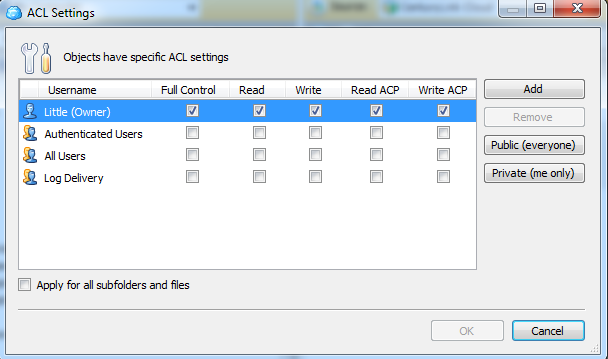 ACL Settings
Objects have specific ACL settings
Username Full Control Read Write Read ACP Write ACP
Little (Owner)
Authenticated Users
All Users
Log Delivery
Add
Remove
Public (everyone)
Private (me only)
Apply for all subfolders and files
OK Cancel